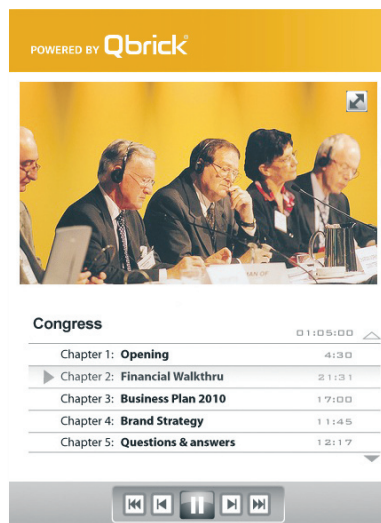 POWERED BY Qbrick
Congress
01:05:00
Chapter 1: Opening 4:30
Chapter 2: Financial Walkthru 21:31
Chapter 3: Business Plan 2010 17:00
Chapter 4: Brand Strategy 11:45
Chapter 5: Questions & answers 12:17